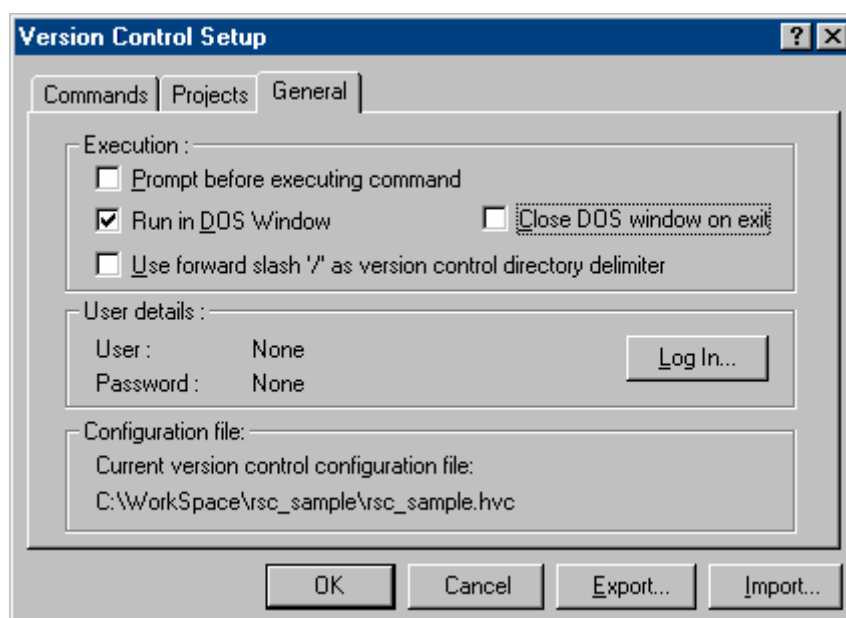 Version Control Setup
Commands Projects General
Execution :
Prompt before executing command
Run in DOS Window Close DOS window on exit
Use forward slash '/' as version control directory delimiter
User details :
User : None
Log In...
Password : None
Configuration file:
Current version control configuration file:
C:\WorkSpace\rsc_sample\rsc_sample.hvc
OK Cancel Export... Import...